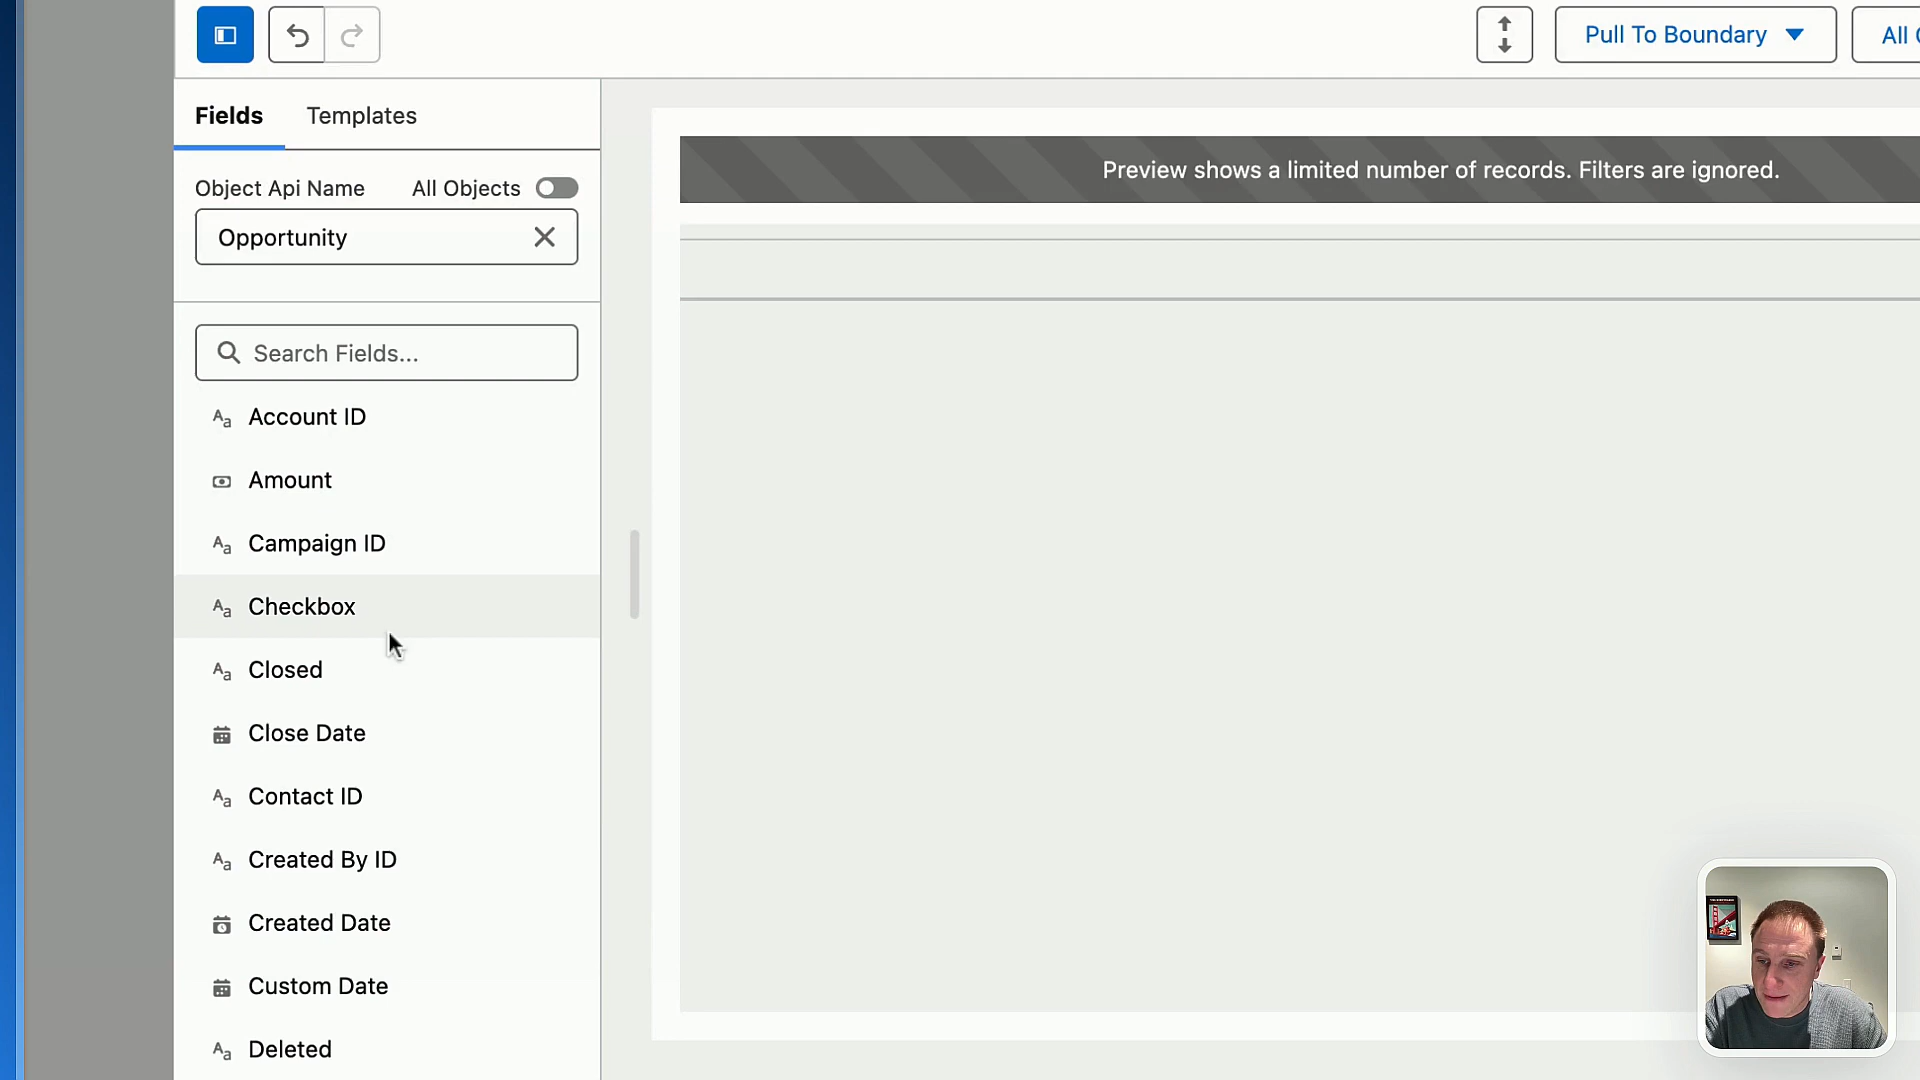 Pull To Boundary
All
Fields
Templates
Object Api Name
All Objects
Opportunity
Search Fields...
Account ID
Amount
Campaign ID
Checkbox
Closed
Close Date
Contact ID
Created By ID
Created Date
Custom Date
Deleted
Preview shows a limited number of records. Filters are ignored.